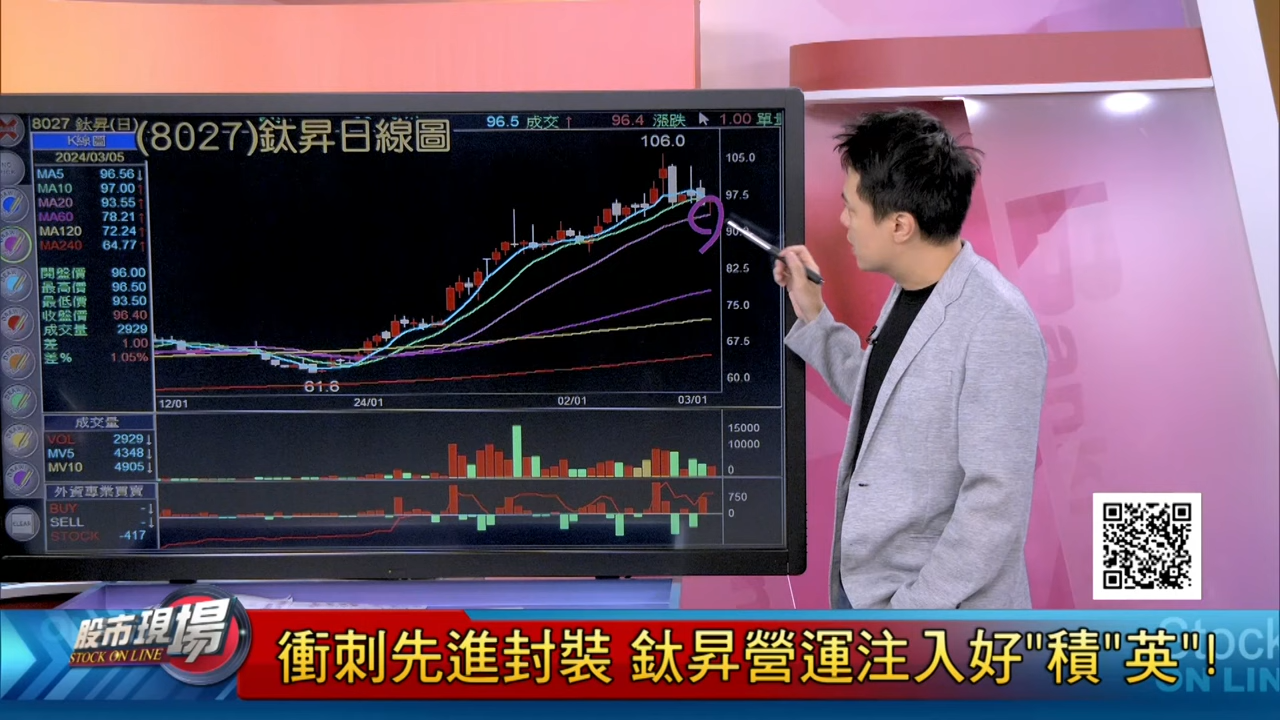 8027 鈦昇(日)
(8027)鈦昇日線圖
96.5 成交↑ 96.4 漲跌 1.00 單量
K線圖
2024/03/05
MA5 96.56↓
MA10 97.00↑
MA20 93.55↑
MA60 78.21↑
MA120 72.24↑
MA240 64.77↑
開盤價 96.00
最高價 96.50
最低價 93.50
收盤價 96.40
成交量 2929
差 1.00
差% 1.05%
106.0
61.6
105.0
97.5
90.0
82.5
75.0
67.5
60.0
12/01 24/01 02/01 03/01
成交量
VOL 2929↓
MV5 4348↓
MV10 4905↓
15000
10000
0
外資專業買賣
BUY -↓
SELL -↓
STOCK -417
750
0
CLEAR
股市現場
STOCK ON LINE
衝刺先進封裝 鈦昇營運注入好"積"英"!
Stock
ON LIN